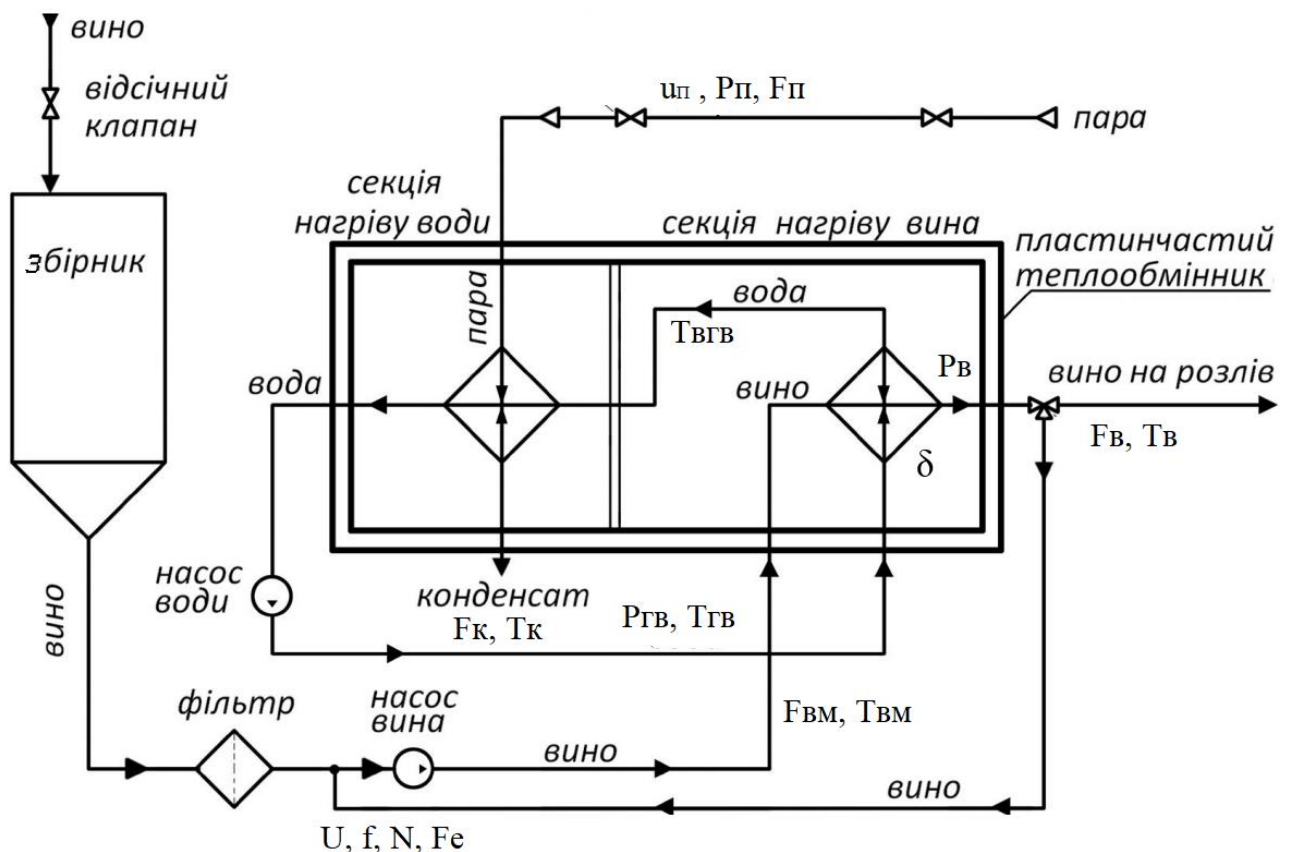 вино
відсічний
клапан
uп , Pп, Fп
пара
секція
нагріву води
секція нагріву вина
пластинчастий
теплообмінник
збірник
пара
вода
Твгв
Рв
вода
вино
вино на розлів
Fв, Тв
δ
насос
води
конденсат
Fк, Тк
Ргв, Тгв
вино
фільтр
насос
вина
Fвм, Твм
вино
вино
U, f, N, Fe